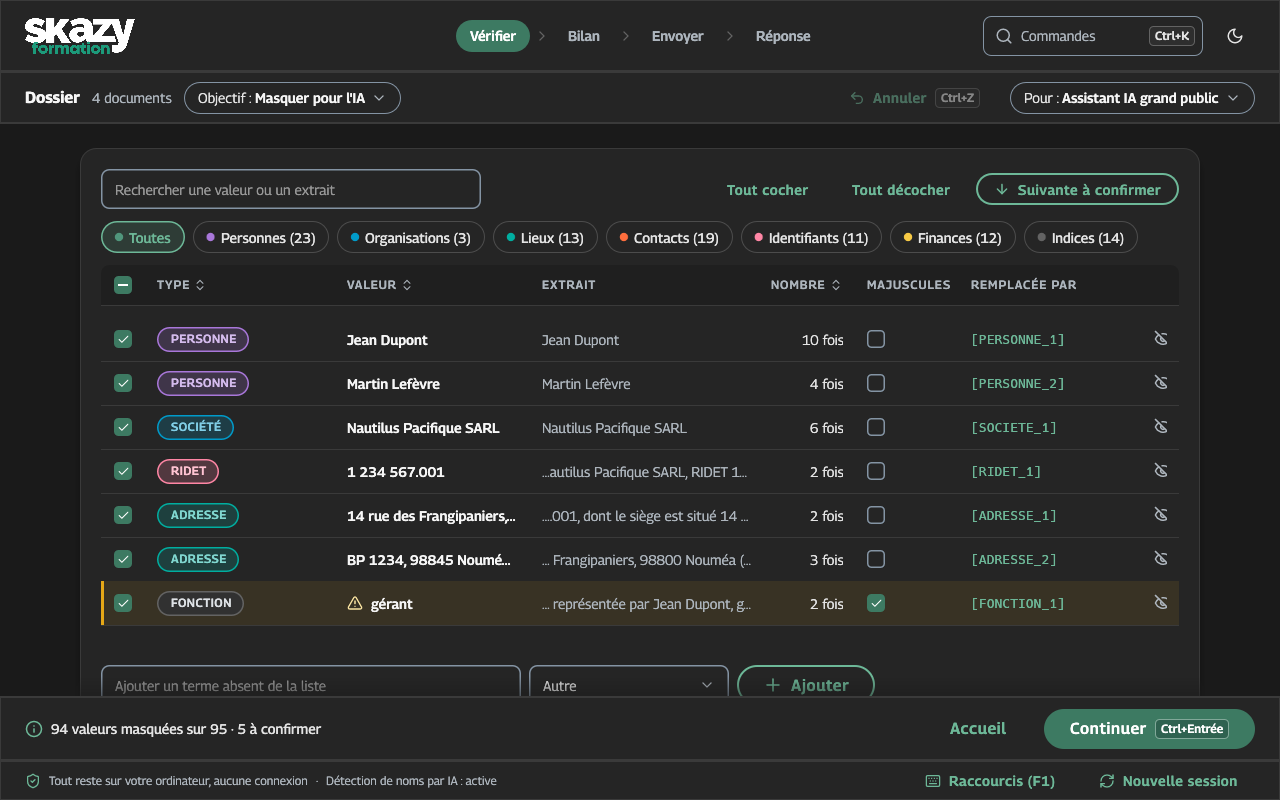 skazy
formation
Vérifier > Bilan > Envoyer > Réponse
Commandes Ctrl+K
Dossier 4 documents Objectif : Masquer pour l'IA
Annuler Ctrl+Z Pour : Assistant IA grand public
Rechercher une valeur ou un extrait
Tout cocher Tout décocher Suivante à confirmer
Toutes Personnes (23) Organisations (3) Lieux (13) Contacts (19) Identifiants (11) Finances (12) Indices (14)
TYPE VALEUR EXTRAIT NOMBRE MAJUSCULES REMPLACÉE PAR
PERSONNE Jean Dupont Jean Dupont 10 fois [PERSONNE_1]
PERSONNE Martin Lefèvre Martin Lefèvre 4 fois [PERSONNE_2]
SOCIÉTÉ Nautilus Pacifique SARL Nautilus Pacifique SARL 6 fois [SOCIETE_1]
RIDET 1 234 567.001 …autilus Pacifique SARL, RIDET 1… 2 fois [RIDET_1]
ADRESSE 14 rue des Frangipaniers,… ….001, dont le siège est situé 14 … 2 fois [ADRESSE_1]
ADRESSE BP 1234, 98845 Noumé… … Frangipaniers, 98800 Nouméa (… 3 fois [ADRESSE_2]
FONCTION gérant … représentée par Jean Dupont, g… 2 fois [FONCTION_1]
Ajouter un terme absent de la liste Autre + Ajouter
94 valeurs masquées sur 95 · 5 à confirmer
Accueil Continuer Ctrl+Entrée
Tout reste sur votre ordinateur, aucune connexion · Détection de noms par IA : active
Raccourcis (F1) Nouvelle session